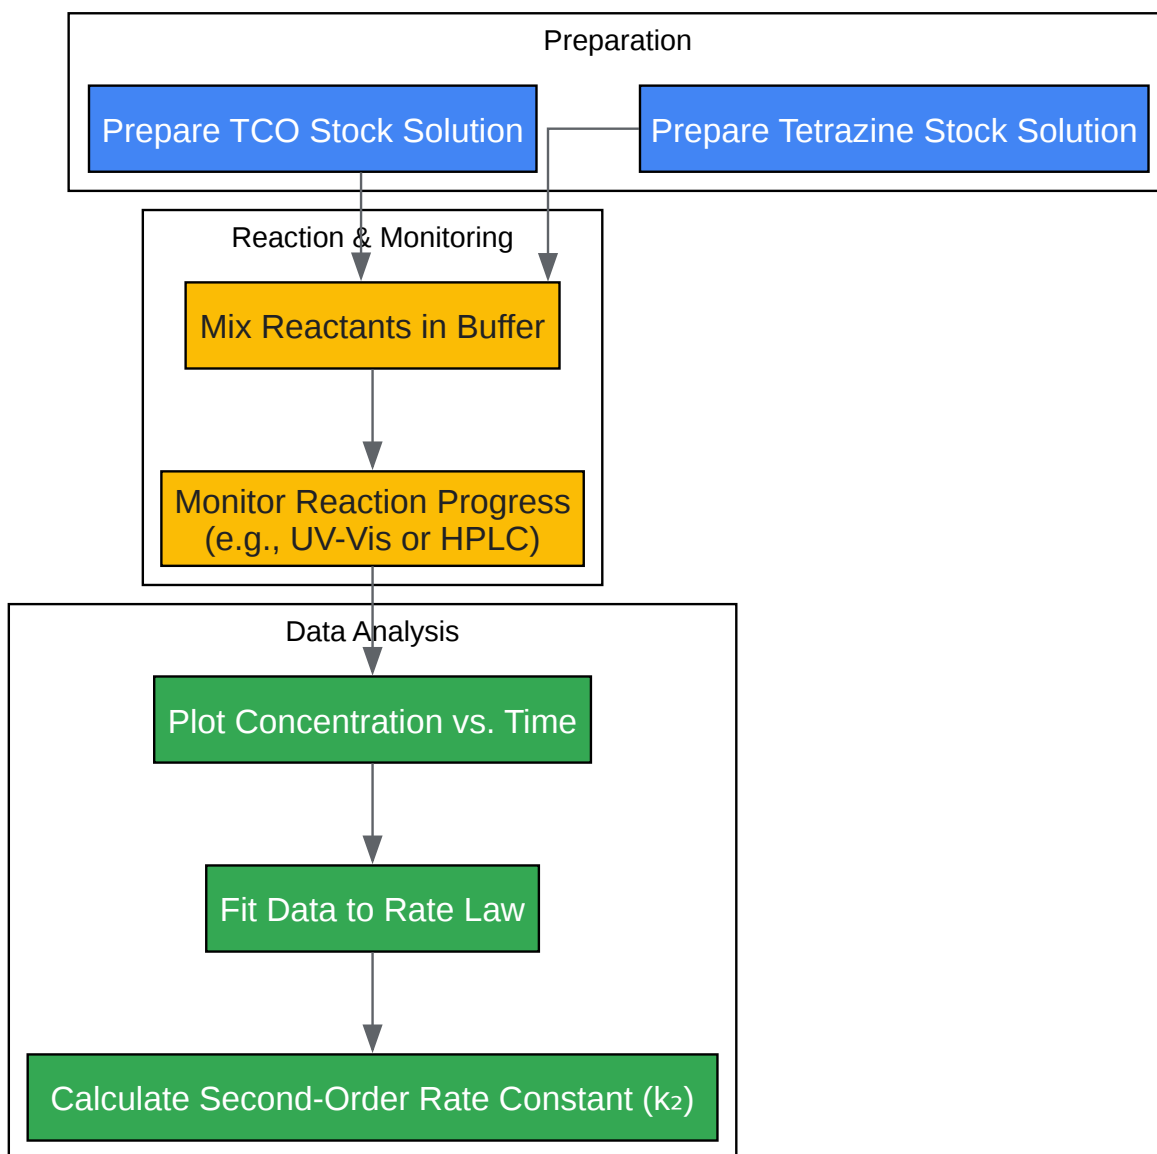 Preparation
Prepare TCO Stock Solution
Prepare Tetrazine Stock Solution
Reaction & Monitoring
Mix Reactants in Buffer
Monitor Reaction Progress
(e.g., UV-Vis or HPLC)
Data Analysis
Plot Concentration vs. Time
Fit Data to Rate Law
Calculate Second-Order Rate Constant (k₂)